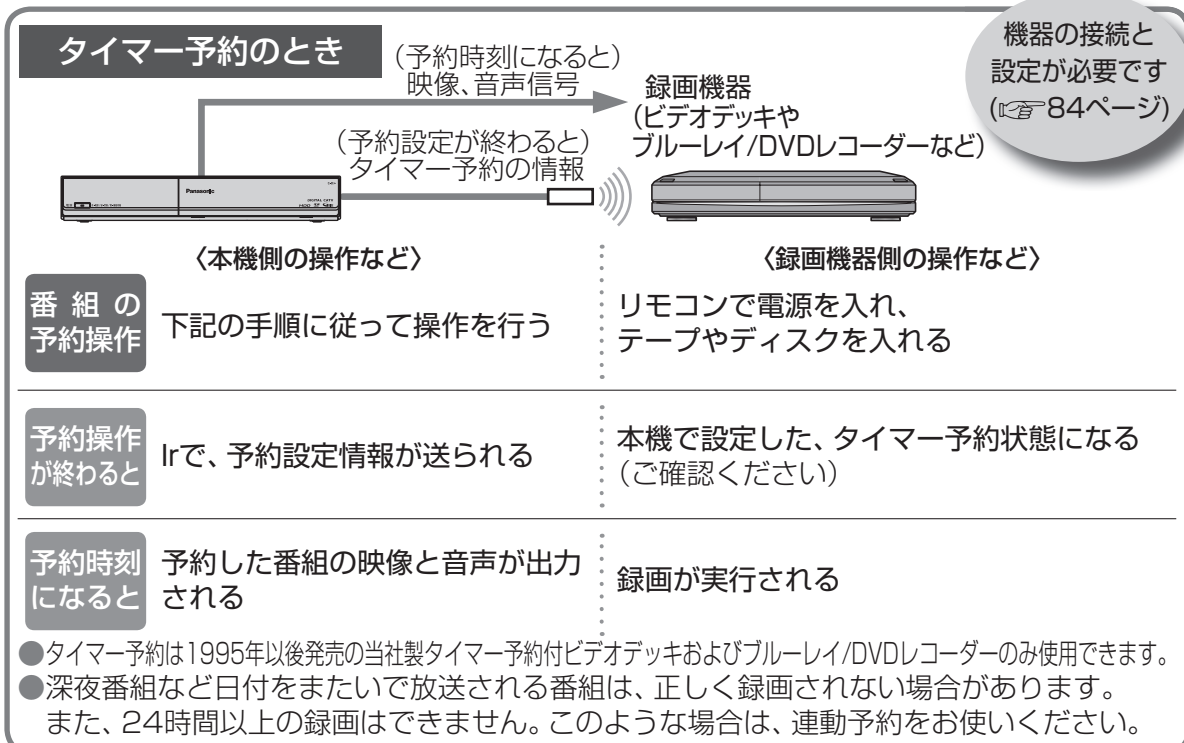 タイマー予約のとき
機器の接続と
設定が必要です
(☞84ページ)
(予約時刻になると)
映像、音声信号
録画機器
(ビデオデッキや
ブルーレイ/DVDレコーダーなど)
(予約設定が終わると)
タイマー予約の情報
Panasonic
DIGITAL CATV
HDD
〈本機側の操作など〉
〈録画機器側の操作など〉
番組の
予約操作
下記の手順に従って操作を行う
リモコンで電源を入れ、
テープやディスクを入れる
予約操作
が終わると
Irで、予約設定情報が送られる
本機で設定した、タイマー予約状態になる
(ご確認ください)
予約時刻
になると
予約した番組の映像と音声が出力
される
録画が実行される
●タイマー予約は1995年以後発売の当社製タイマー予約付ビデオデッキおよびブルーレイ/DVDレコーダーのみ使用できます。
●深夜番組など日付をまたいで放送される番組は、正しく録画されない場合があります。
また、24時間以上の録画はできません。このような場合は、連動予約をお使いください。